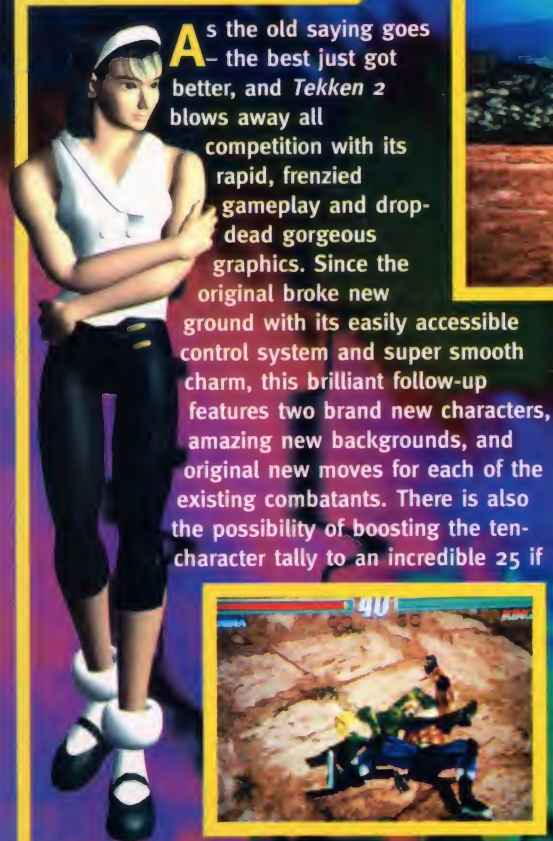 As the old saying goes
– the best just got
better, and Tekken 2
blows away all
competition with its
rapid, frenzied
gameplay and drop-
dead gorgeous
graphics. Since the
original broke new
ground with its easily accessible
control system and super smooth
charm, this brilliant follow-up
features two brand new characters,
amazing new backgrounds, and
original new moves for each of the
existing combatants. There is also
the possibility of boosting the ten-
character tally to an incredible 25 if
40
KING